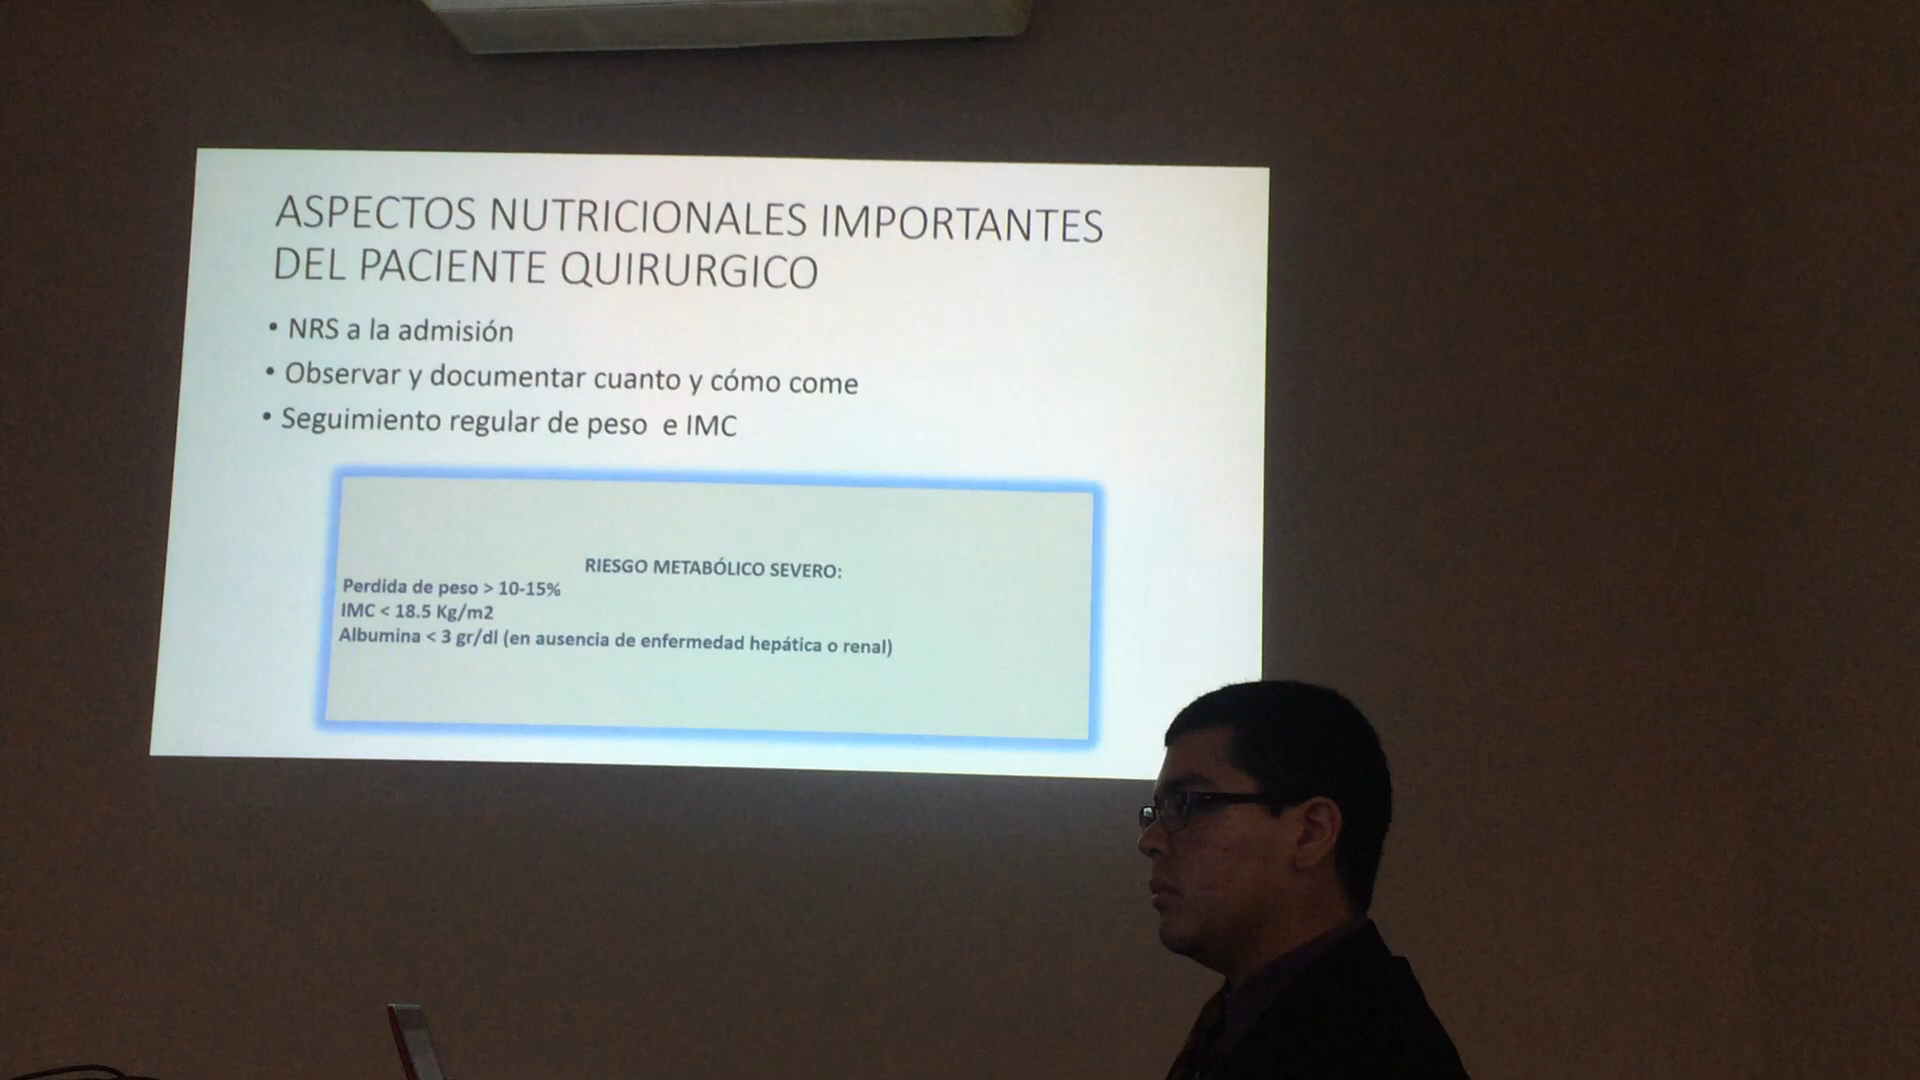 ASPECTOS NUTRICIONALES IMPORTANTES
DEL PACIENTE QUIRURGICO
• NRS a la admisión
• Observar y documentar cuanto y cómo come
• Seguimiento regular de peso e IMC
RIESGO METABÓLICO SEVERO:
Perdida de peso > 10-15%
IMC < 18.5 Kg/m2
Albumina < 3 gr/dl (en ausencia de enfermedad hepática o renal)